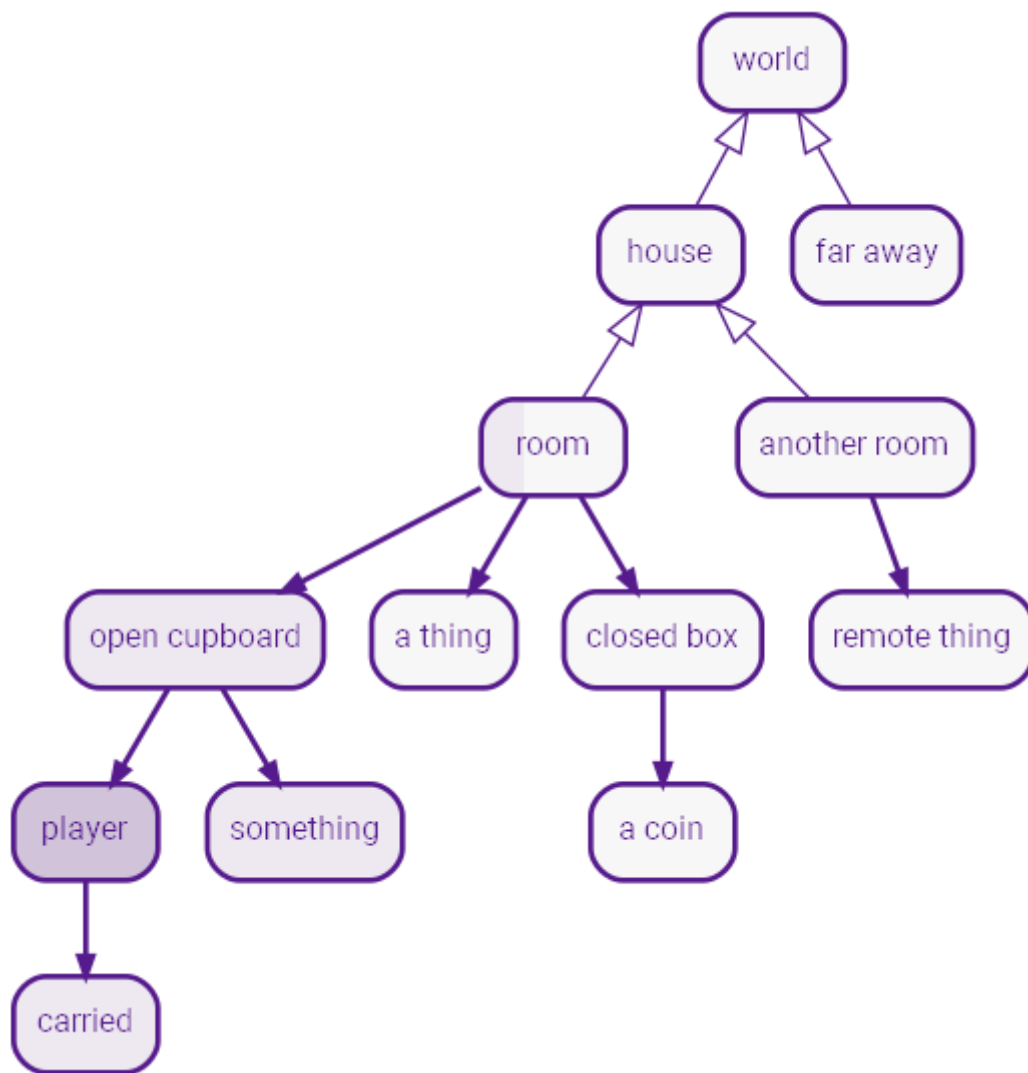 world
house
far away
room
another room
open cupboard
a thing
closed box
remote thing
player
something
a coin
carried